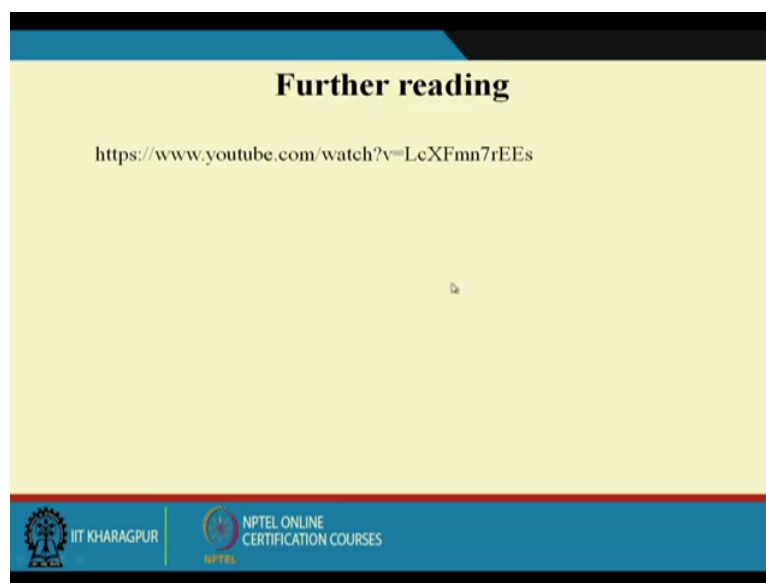 Further reading
https://www.youtube.com/watch?v=LcXFmn7rEEs
IIT KHARAGPUR
NPTEL ONLINE
CERTIFICATION COURSES
NPTEL